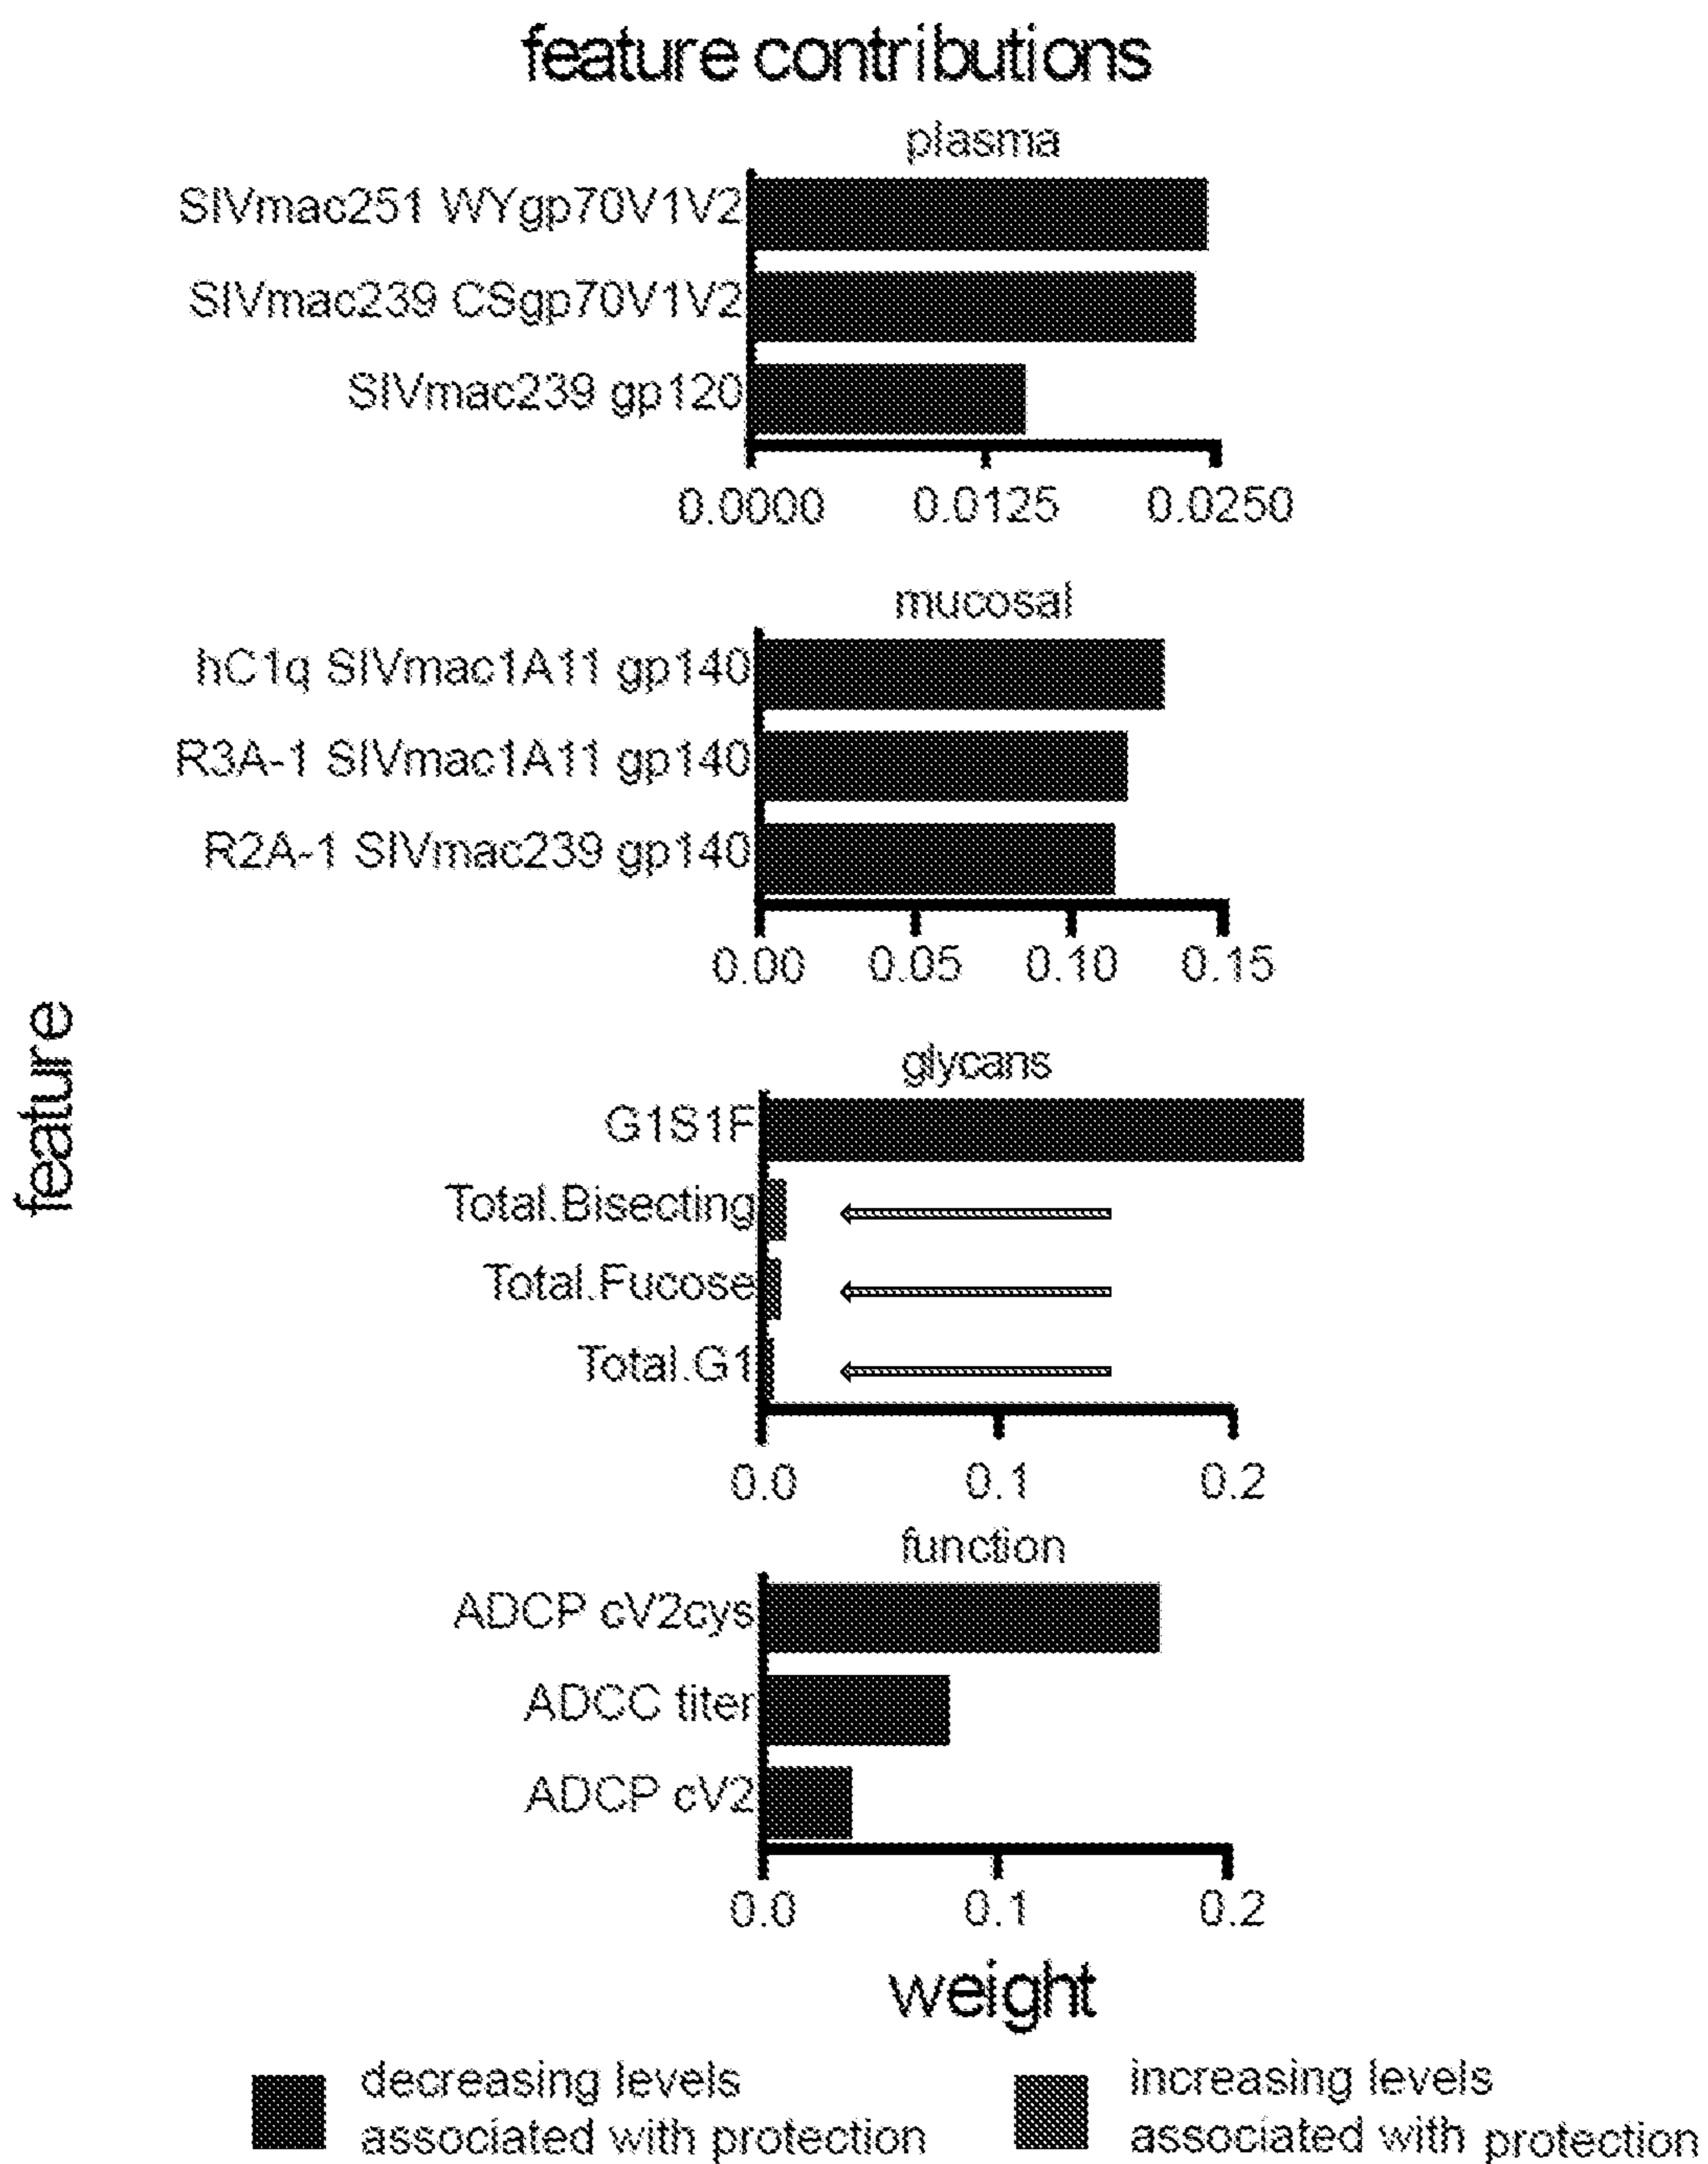 feature contributions
plasma
SIVmac251 WYgp70V1V2
SIVmac239 CSgp70V1V2
SIVmac239 gp120
0.0000 0.0125 0.0250
mucosal
hC1q SIVmac1A11 gp140
R3A-1 SIVmac1A11 gp140
R2A-1 SIVmac239 gp140
0.00 0.05 0.10 0.15
feature
glycans
G1S1F
Total.Bisecting
Total.Fucose
Total.G1
0.0 0.1 0.2
function
ADCP cV2cys
ADCC titer
ADCP cV2
0.0 0.1 0.2
weight
decreasing levels
associated with protection
increasing levels
associated with protection